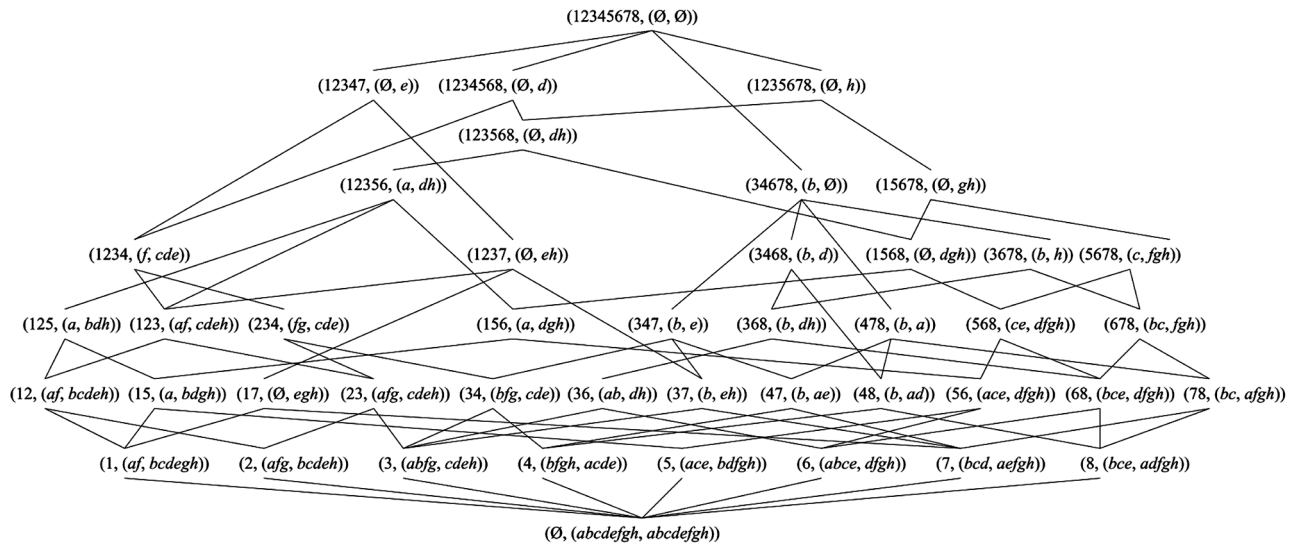 (12345678, (Ø, Ø))
(12347, (Ø, e)) (1234568, (Ø, d)) (1235678, (Ø, h))
(123568, (Ø, dh))
(12356, (a, dh)) (34678, (b, Ø)) (15678, (Ø, gh))
(1234, (f, cde)) (1237, (Ø, eh)) (3468, (b, d)) (1568, (Ø, dgh)) (3678, (b, h)) (5678, (c, fgh))
(125, (a, bdh)) (123, (af, cdeh)) (234, (fg, cde)) (156, (a, dgh)) (347, (b, e)) (368, (b, dh)) (478, (b, a)) (568, (ce, dfgh)) (678, (bc, fgh))
(12, (af, bcdeh)) (15, (a, bdgh)) (17, (Ø, egh)) (23, (afg, cdeh)) (34, (bfg, cde)) (36, (ab, dh)) (37, (b, eh)) (47, (b, ae)) (48, (b, ad)) (56, (ace, dfgh)) (68, (bce, dfgh)) (78, (bc, afgh))
(1, (af, bcdegh)) (2, (afg, bcdeh)) (3, (abfg, cdeh)) (4, (bfgh, acde)) (5, (ace, bdfgh)) (6, (abce, dfgh)) (7, (bcd, aefgh)) (8, (bce, adfgh))
(Ø, (abcdefgh, abcdefgh))